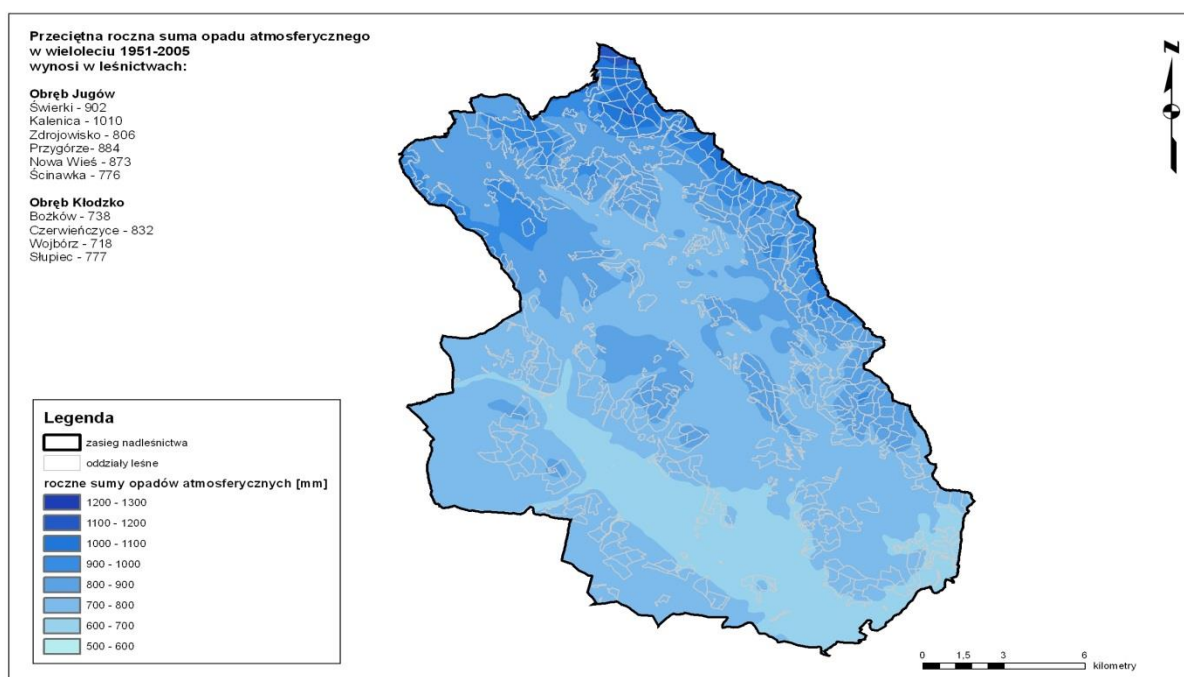 Przeciętna roczna suma opadu atmosferycznego
w wieloleciu 1951-2005
wynosi w leśnictwach:
Obręb Jugów
Świerki - 902
Kalenica - 1010
Zdrojowisko - 806
Przygórze- 884
Nowa Wieś - 873
Ścinawka - 776
Obręb Kłodzko
Bożków - 738
Czerwieńczyce - 832
Wojbórz - 718
Słupiec - 777
N
Legenda
zasieg nadleśnictwa
oddziały leśne
roczne sumy opadów atmosferycznych [mm]
1200 - 1300
1100 - 1200
1000 - 1100
900 - 1000
800 - 900
700 - 800
600 - 700
500 - 600
0 1,5 3 6
kilometry